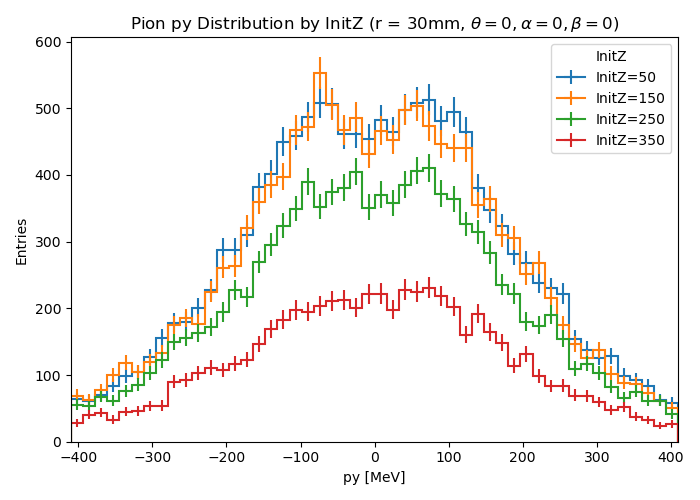 Pion py Distribution by InitZ (r = 30mm, θ = 0, α = 0, β = 0)
600
500
400
300
200
100
0
Entries
InitZ
InitZ=50
InitZ=150
InitZ=250
InitZ=350
−400 −300 −200 −100 0 100 200 300 400
py [MeV]